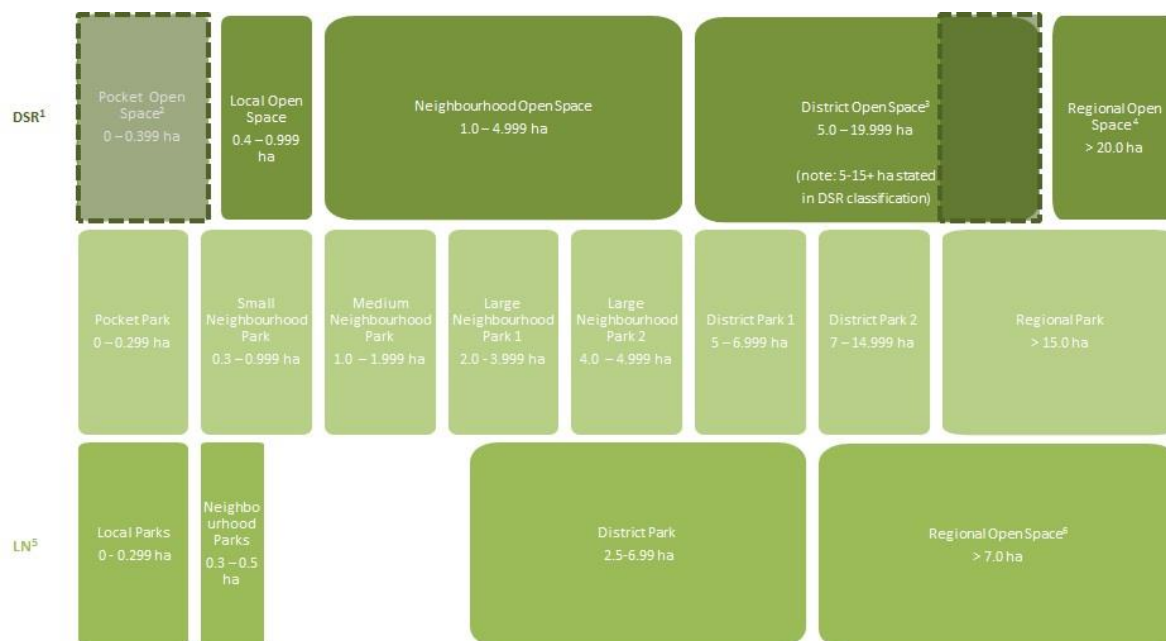 DSR1
Pocket Open
Space2
0 – 0.399 ha
Local Open
Space
0.4 – 0.999
ha
Neighbourhood Open Space
1.0 – 4.999 ha
District Open Space3
5.0 – 19.999 ha
(note: 5-15+ ha stated
in DSR classification)
Regional Open
Space4
> 20.0 ha
Pocket Park
0 – 0.299 ha
Small
Neighbourhood
Park
0.3 – 0.999 ha
Medium
Neighbourhood
Park
1.0 – 1.999 ha
Large
Neighbourhood
Park 1
2.0 - 3.999 ha
Large
Neighbourhood
Park 2
4.0 – 4.999 ha
District Park 1
5 – 6.999 ha
District Park 2
7 – 14.999 ha
Regional Park
> 15.0 ha
LN5
Local Parks
0 - 0.299 ha
Neighbo
urhood
Parks
0.3 – 0.5
ha
District Park
2.5-6.99 ha
Regional Open Space6
> 7.0 ha